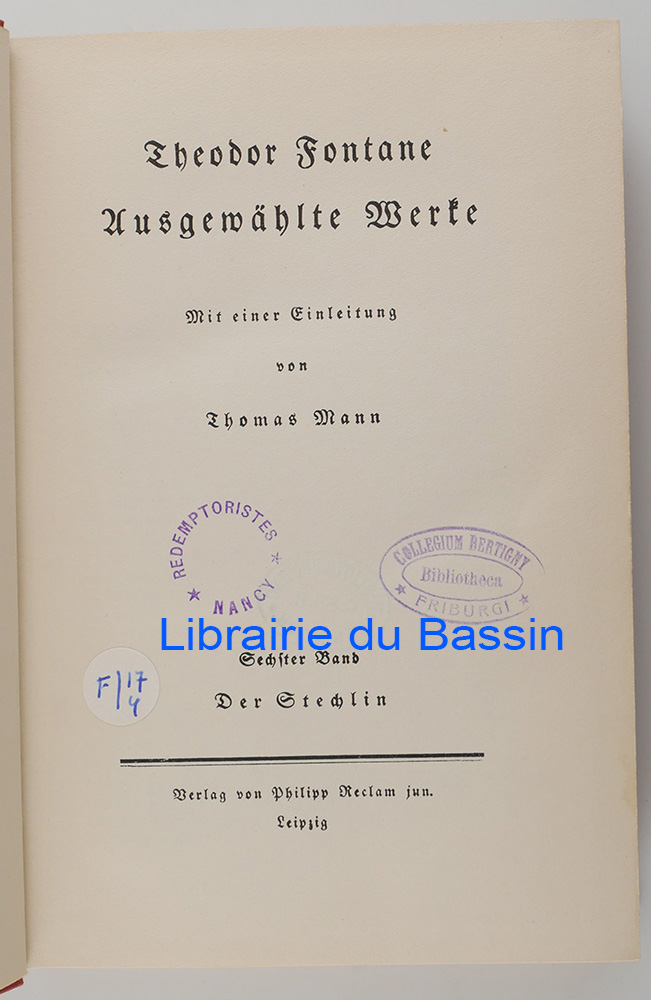 Theodor Fontane
Ausgewählte Werke
Mit einer Einleitung
von
Thomas Mann
★ REDEMPTORISTES ★
NANCY
COLLEGIUM BERTIGNY
Bibliotheca
★ FRIBURGI ★
Librairie du Bassin
Sechster Band
F/17
4
Der Stechlin
Verlag von Philipp Reclam jun.
Leipzig